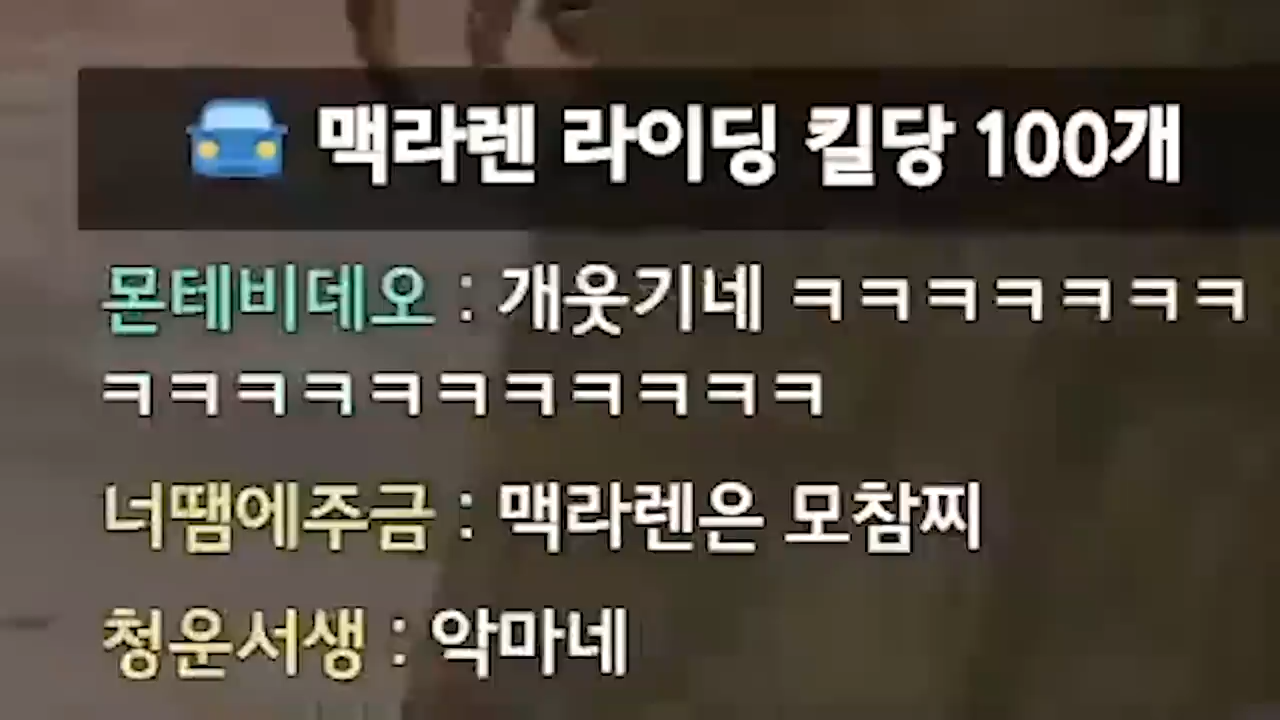 🚘 맥라렌 라이딩 킬당 100개
몬테비데오 : 개웃기네 ㅋㅋㅋㅋㅋㅋㅋ
ㅋㅋㅋㅋㅋㅋㅋㅋㅋㅋㅋ
너땜에주금 : 맥라렌은 모참찌
청운서생 : 악마네